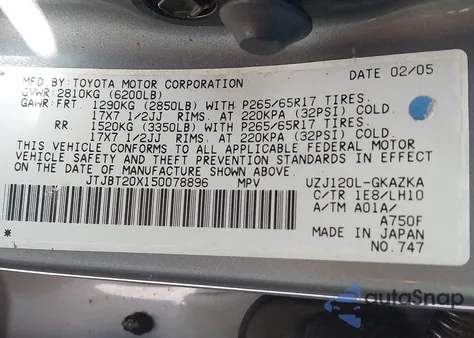 MFD BY: TOYOTA MOTOR CORPORATION DATE 02/05
GVWR: 2810KG (6200LB)
GAWR: FRT. 1290KG (2850LB) WITH P265/65R17 TIRES.
17X7 1/2JJ RIMS. AT 220KPA (32PSI) COLD.
RR. 1520KG (3350LB) WITH P265/65R17 TIRES.
17X7 1/2JJ RIMS. AT 220KPA (32PSI) COLD.
THIS VEHICLE CONFORMS TO ALL APPLICABLE FEDERAL MOTOR
VEHICLE SAFETY AND THEFT PREVENTION STANDARDS IN EFFECT
ON THE DATE OF MANUFACTURE SHOWN ABOVE.
*JTJBT20X150078896* MPV UZJ120L-GKAZKA
C/TR 1E8/LH10
A/TM A01A/
A750F
MADE IN JAPAN
NO.747
autoSnap